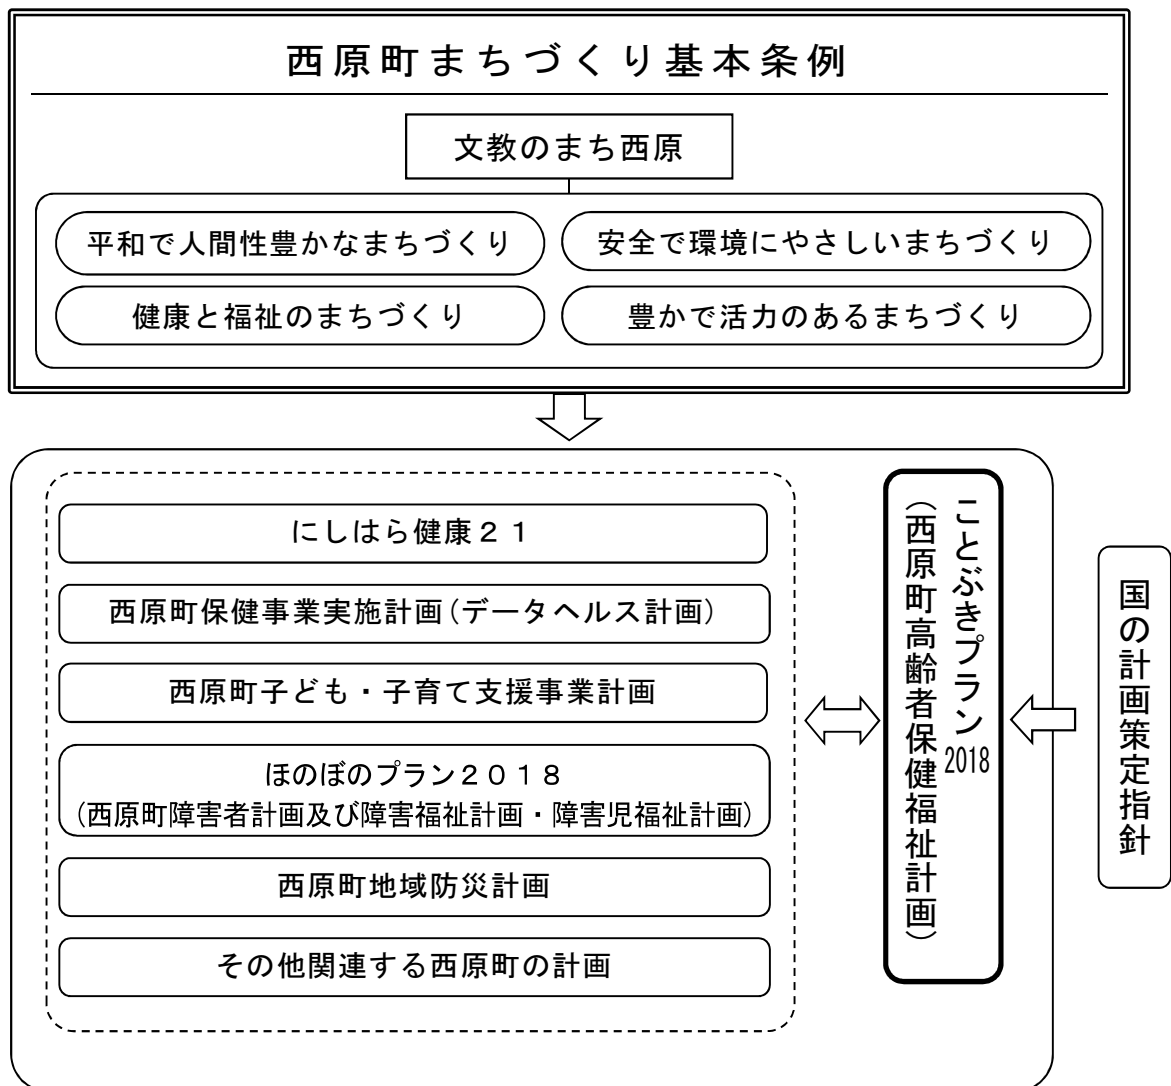 西原町まちづくり基本条例
文教のまち西原
平和で人間性豊かなまちづくり
安全で環境にやさしいまちづくり
健康と福祉のまちづくり
豊かで活力のあるまちづくり
にしはら健康２１
西原町保健事業実施計画(データヘルス計画)
西原町子ども・子育て支援事業計画
ほのぼのプラン２０１８
(西原町障害者計画及び障害福祉計画・障害児福祉計画)
西原町地域防災計画
その他関連する西原町の計画
ことぶきプラン2018
(西原町高齢者保健福祉計画)
国の計画策定指針